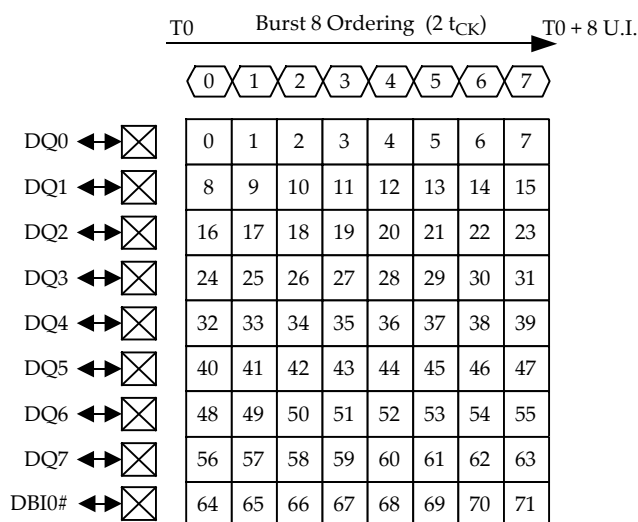 T0 Burst 8 Ordering (2 tCK) T0 + 8 U.I.
0 1 2 3 4 5 6 7
DQ0 0 1 2 3 4 5 6 7
DQ1 8 9 10 11 12 13 14 15
DQ2 16 17 18 19 20 21 22 23
DQ3 24 25 26 27 28 29 30 31
DQ4 32 33 34 35 36 37 38 39
DQ5 40 41 42 43 44 45 46 47
DQ6 48 49 50 51 52 53 54 55
DQ7 56 57 58 59 60 61 62 63
DBI0# 64 65 66 67 68 69 70 71